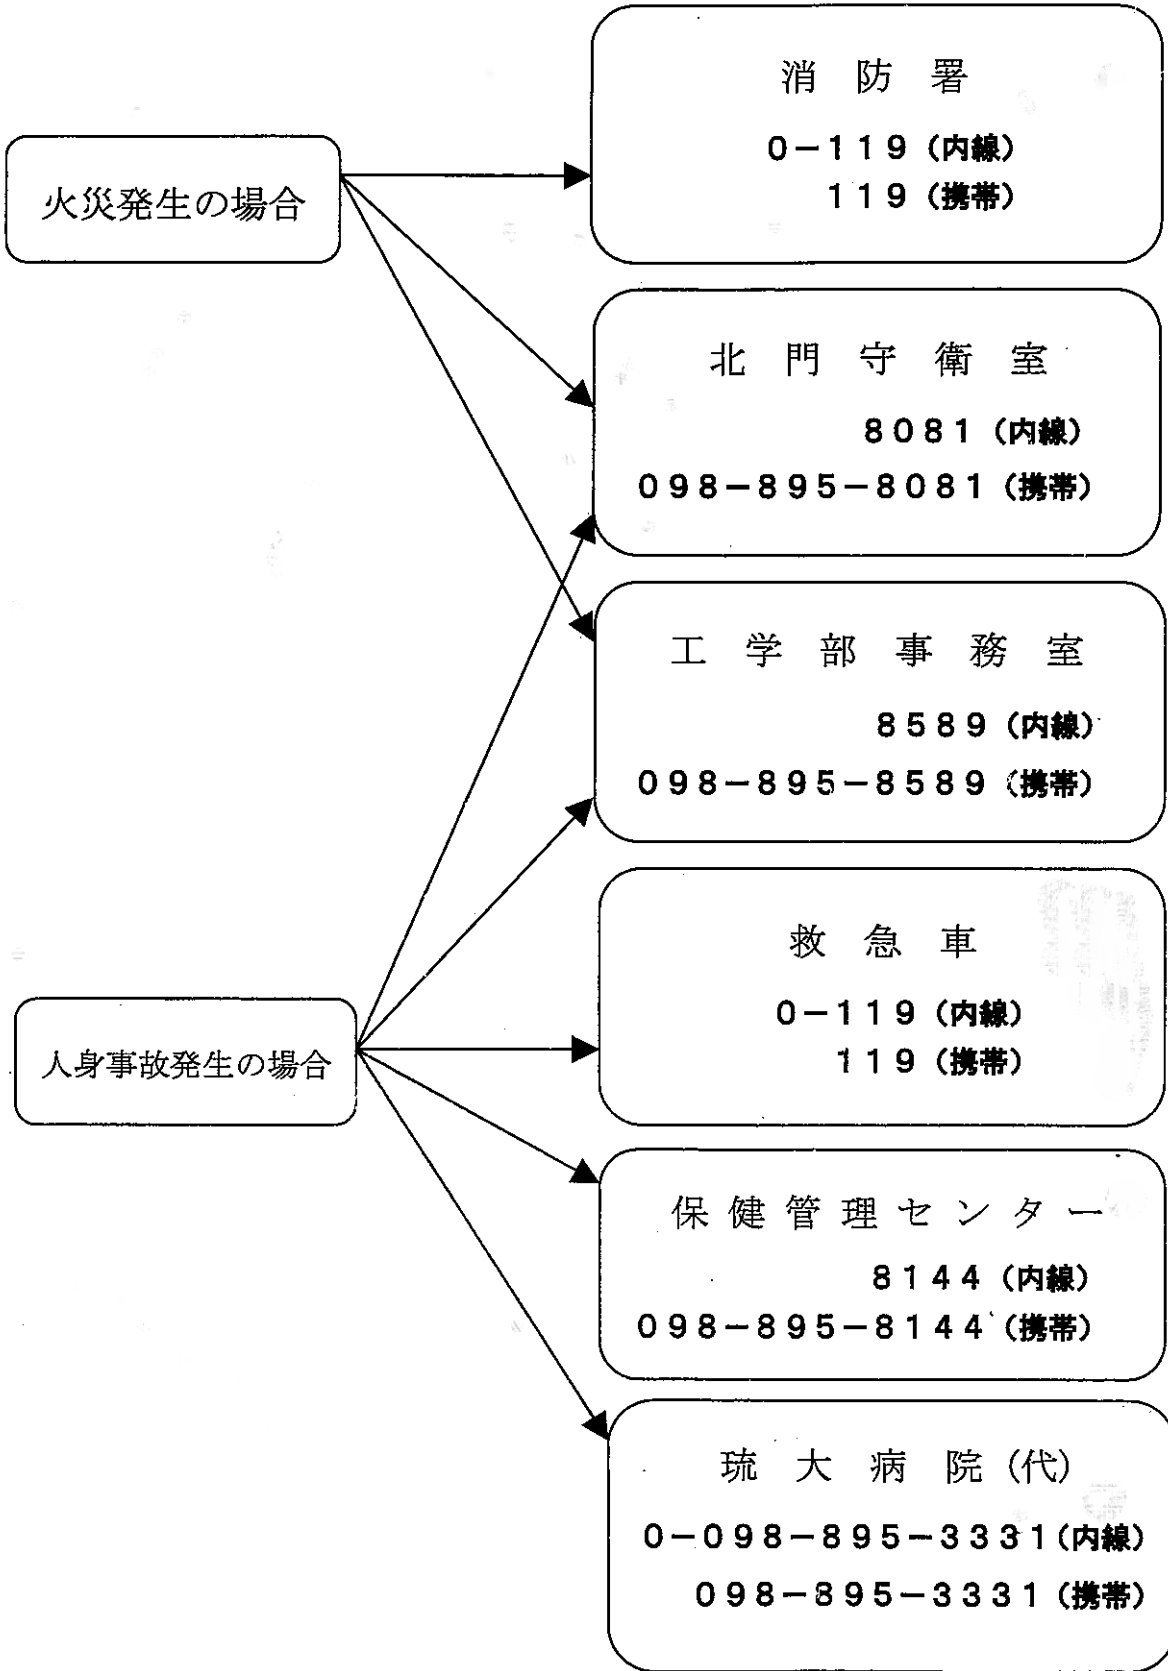 火災発生の場合
消防署
0-119（内線）
119（携帯）
北門守衛室
8081（内線）
098-895-8081（携帯）
工学部事務室
8589（内線）
098-895-8589（携帯）
人身事故発生の場合
救急車
0-119（内線）
119（携帯）
保健管理センター
8144（内線）
098-895-8144（携帯）
琉大病院(代)
0-098-895-3331(内線)
098-895-3331(携帯)